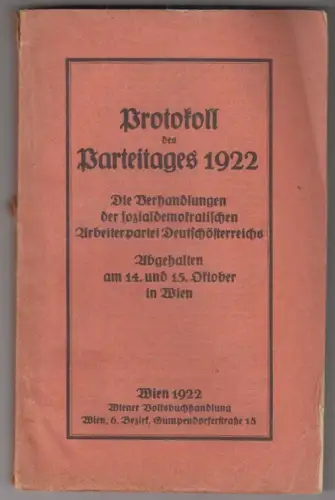 Protokoll
des
Parteitages 1922
Die Verhandlungen
der sozialdemokratischen
Arbeiterpartei Deutschösterreichs
Abgehalten
am 14. und 15. Oktober
in Wien
Wien 1922
Wiener Volksbuchhandlung
Wien, 6. Bezirk, Gumpendorferstraße 18